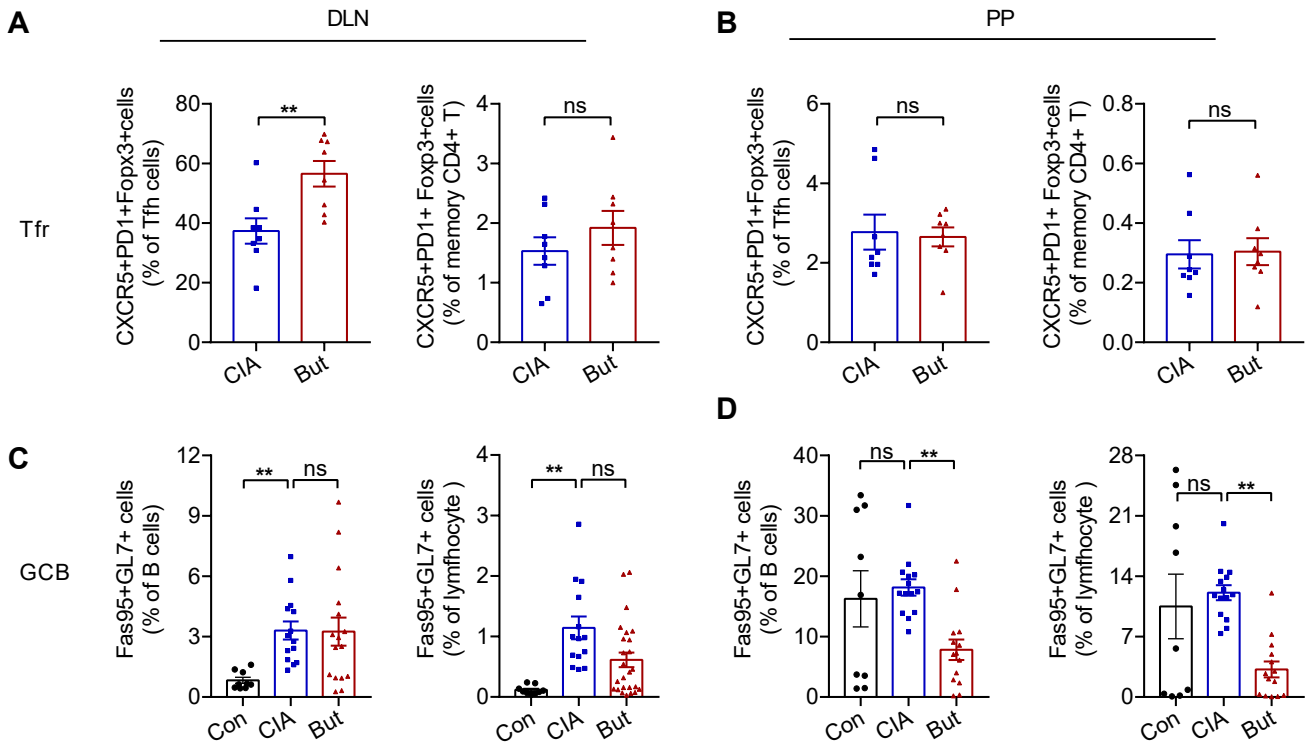 A
DLN
B
PP
Tfr
CXCR5+PD1+Fopx3+cells
(% of Tfh cells)
80
60
40
20
0
**
CIA
But
CXCR5+PD1+ Foxp3+cells
(% of memory CD4+ T)
4
3
2
1
0
ns
CIA
But
CXCR5+PD1+Fopx3+cells
(% of Tfh cells)
6
4
2
0
ns
CIA
But
CXCR5+PD1+ Foxp3+cells
(% of memory CD4+ T)
0.8
0.6
0.4
0.2
0.0
ns
CIA
But
C
D
GCB
Fas95+GL7+ cells
(% of B cells)
12
9
6
3
0
**
ns
Con
CIA
But
Fas95+GL7+ cells
(% of lymfhocyte )
4
3
2
1
0
**
ns
Con
CIA
But
Fas95+GL7+ cells
(% of B cells)
40
30
20
10
0
ns
**
Con
CIA
But
Fas95+GL7+ cells
(% of lymfhocyte )
28
21
14
7
0
ns
**
Con
CIA
But